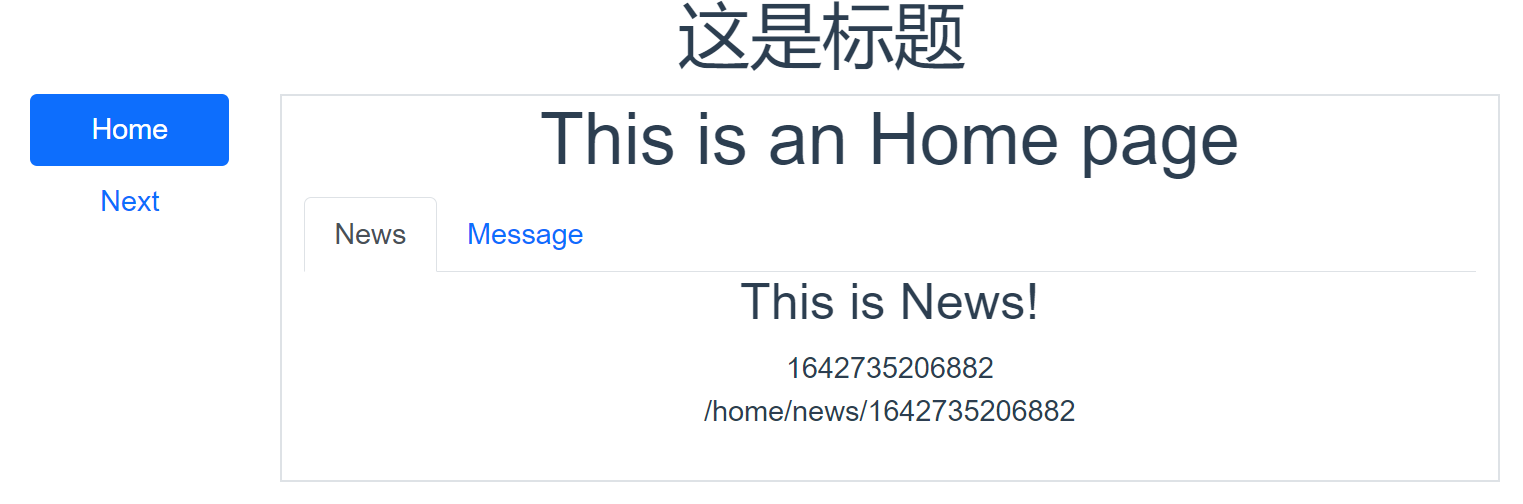 这是标题
Home
Next
This is an Home page
News Message
This is News!
1642735206882
/home/news/1642735206882